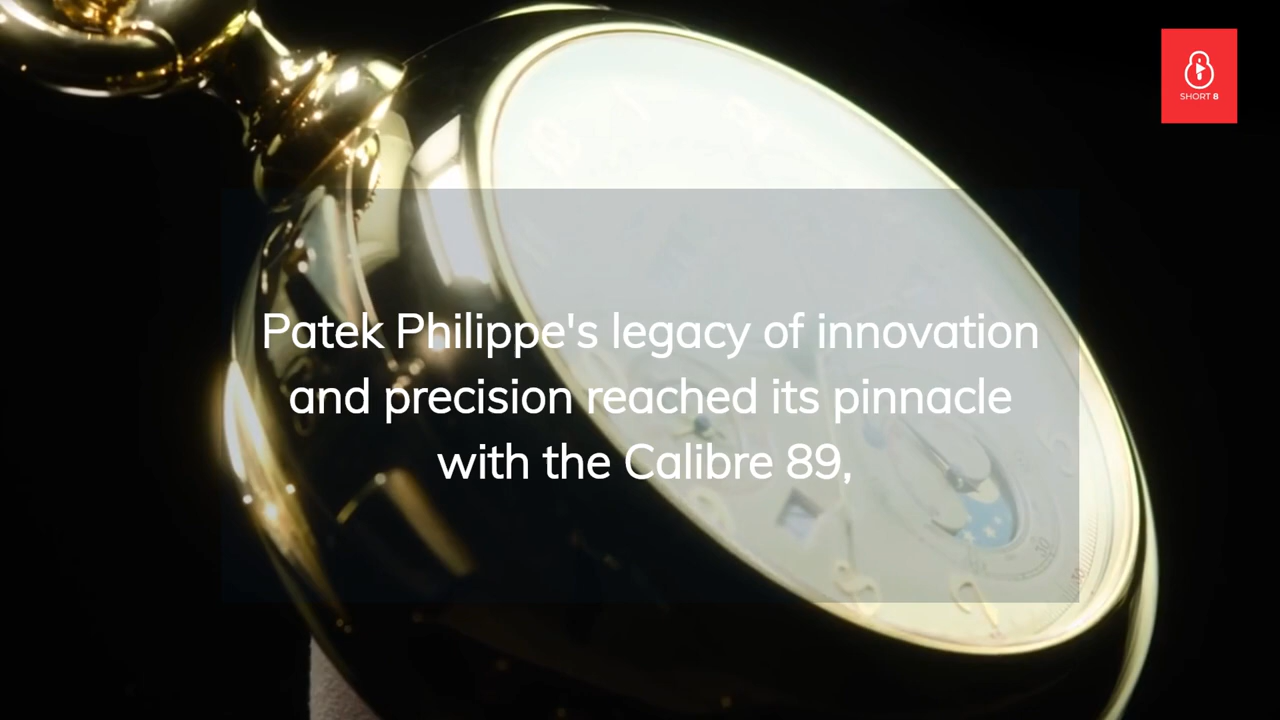 SHORT 8
Patek Philippe's legacy of innovation
and precision reached its pinnacle
with the Calibre 89,